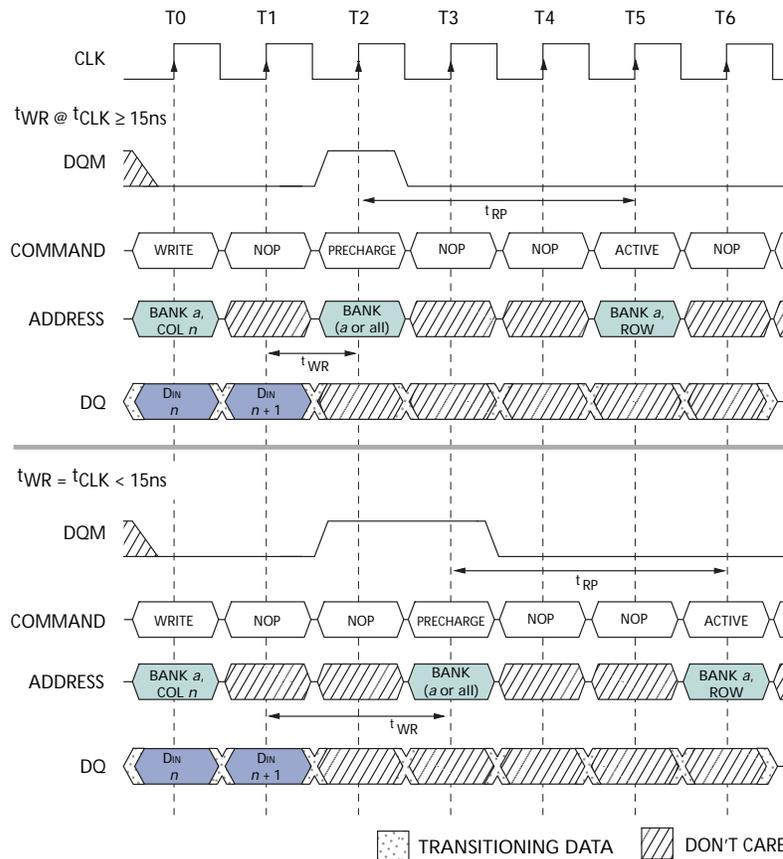 T0 T1 T2 T3 T4 T5 T6
CLK
tWR @ tCLK ≥ 15ns
DQM
tRP
COMMAND WRITE NOP PRECHARGE NOP NOP ACTIVE NOP
ADDRESS BANK a, COL n BANK (a or all) BANK a, ROW
tWR
DQ DIN n DIN n + 1
tWR = tCLK < 15ns
DQM
tRP
COMMAND WRITE NOP NOP PRECHARGE NOP NOP ACTIVE
ADDRESS BANK a, COL n BANK (a or all) BANK a, ROW
tWR
DQ DIN n DIN n + 1
TRANSITIONING DATA DON'T CARE